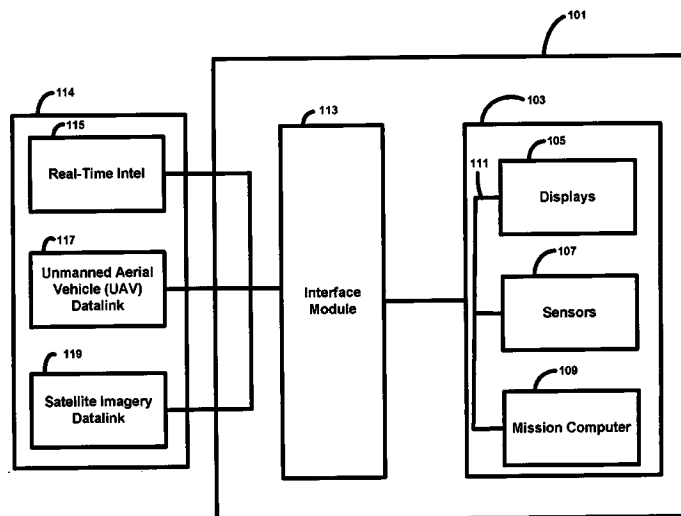 101
114
115
Real-Time Intel
117
Unmanned Aerial
Vehicle (UAV)
Datalink
119
Satellite Imagery
Datalink
113
Interface
Module
103
105
111
Displays
107
Sensors
109
Mission Computer